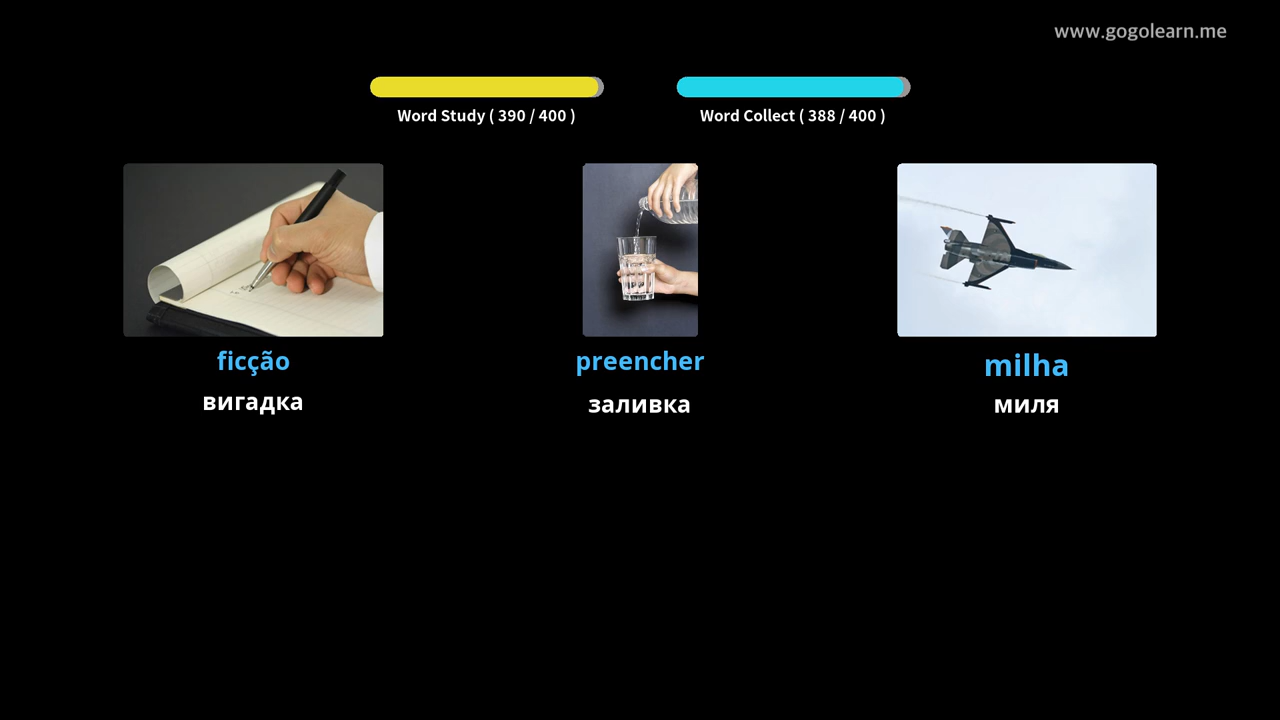 www.gogolearn.me
Word Study ( 390 / 400 )
Word Collect ( 388 / 400 )
ficção
preencher
milha
вигадка
заливка
миля